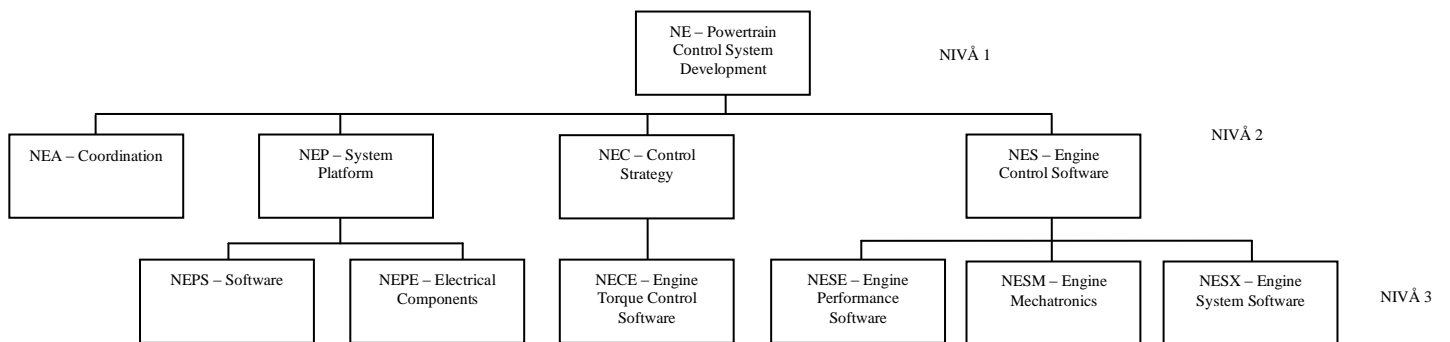 NE – Powertrain
Control System
Development
NIVÅ 1
NEA – Coordination
NEP – System
Platform
NEC – Control
Strategy
NES – Engine
Control Software
NIVÅ 2
NEPS – Software
NEPE – Electrical
Components
NECE – Engine
Torque Control
Software
NESE – Engine
Performance
Software
NESM – Engine
Mechatronics
NESX – Engine
System Software
NIVÅ 3